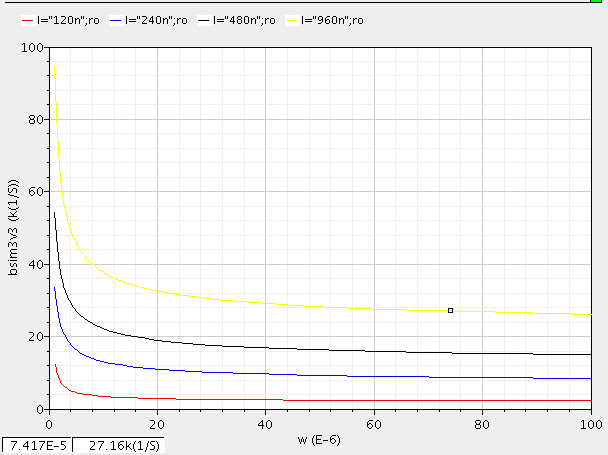 l="120n";ro l="240n";ro l="480n";ro l="960n";ro
100
80
60
40
20
0
bsim3v3 (k(1/S))
0 20 40 60 80 100
w (E-6)
7.417E-5 27.16k(1/S)